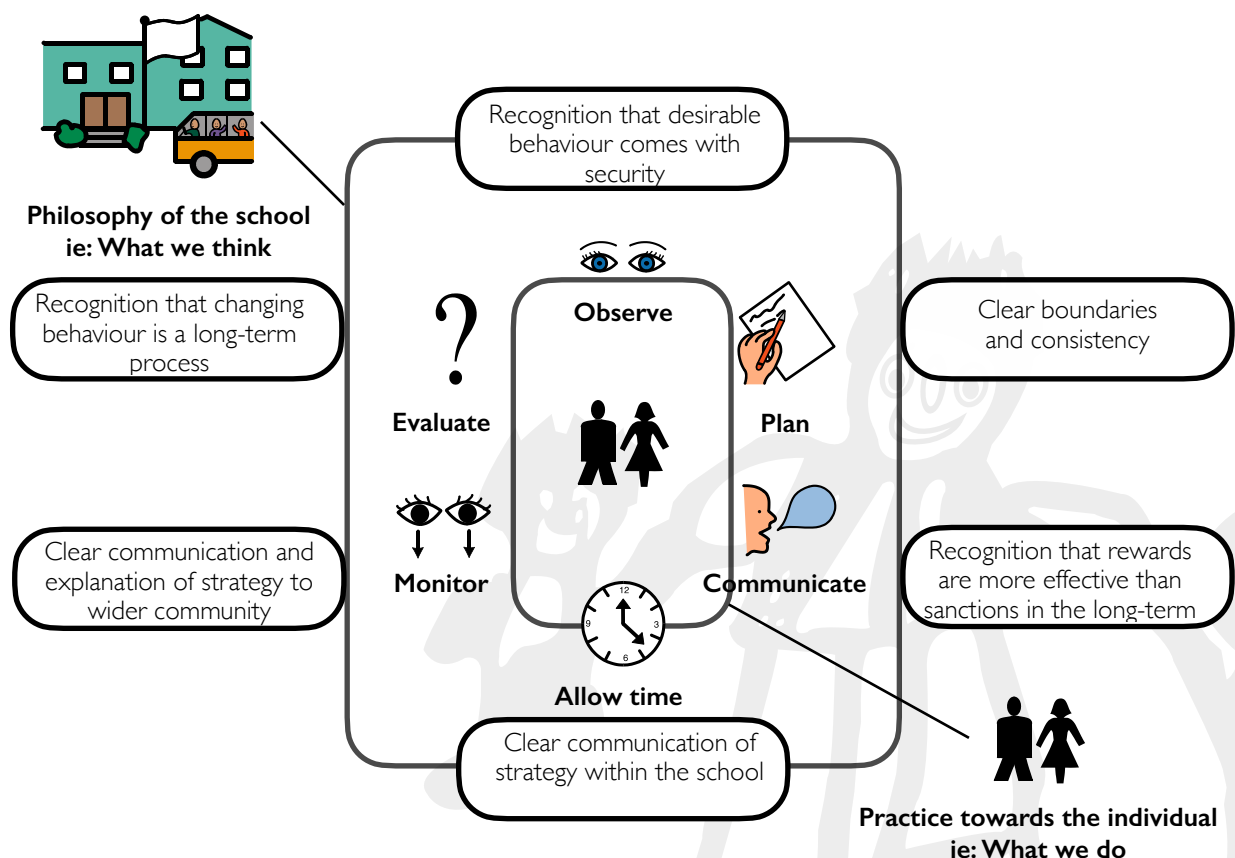 Recognition that desirable
behaviour comes with
security
Philosophy of the school
ie: What we think
Recognition that changing
behaviour is a long-term
process
Observe
Clear boundaries
and consistency
Evaluate
Plan
Clear communication and
explanation of strategy to
wider community
Monitor
Communicate
Recognition that rewards
are more effective than
sanctions in the long-term
12
9
3
6
Allow time
Clear communication of
strategy within the school
Practice towards the individual
ie: What we do